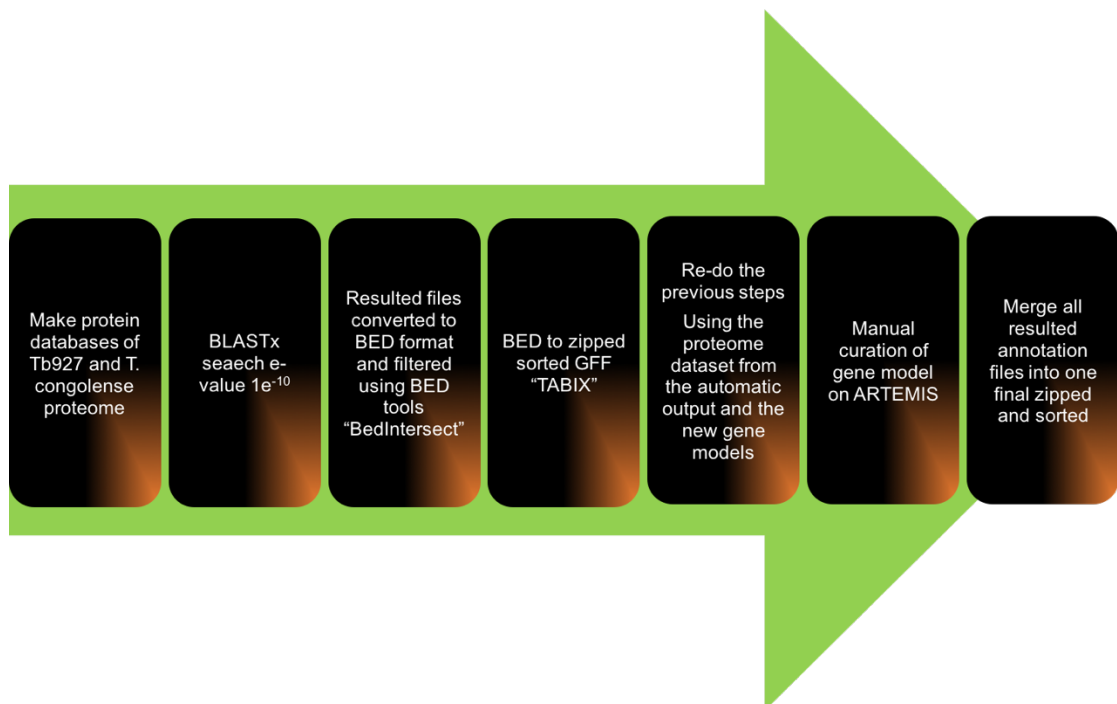 Make protein
databases of
Tb927 and T.
congolense
proteome
BLASTx
seaech e-
value 1e⁻¹⁰
Resulted files
converted to
BED format
and filtered
using BED
tools
“BedIntersect”
BED to zipped
sorted GFF
“TABIX”
Re-do the
previous steps
Using the
proteome
dataset from
the automatic
output and the
new gene
models
Manual
curation of
gene model
on ARTEMIS
Merge all
resulted
annotation
files into one
final zipped
and sorted